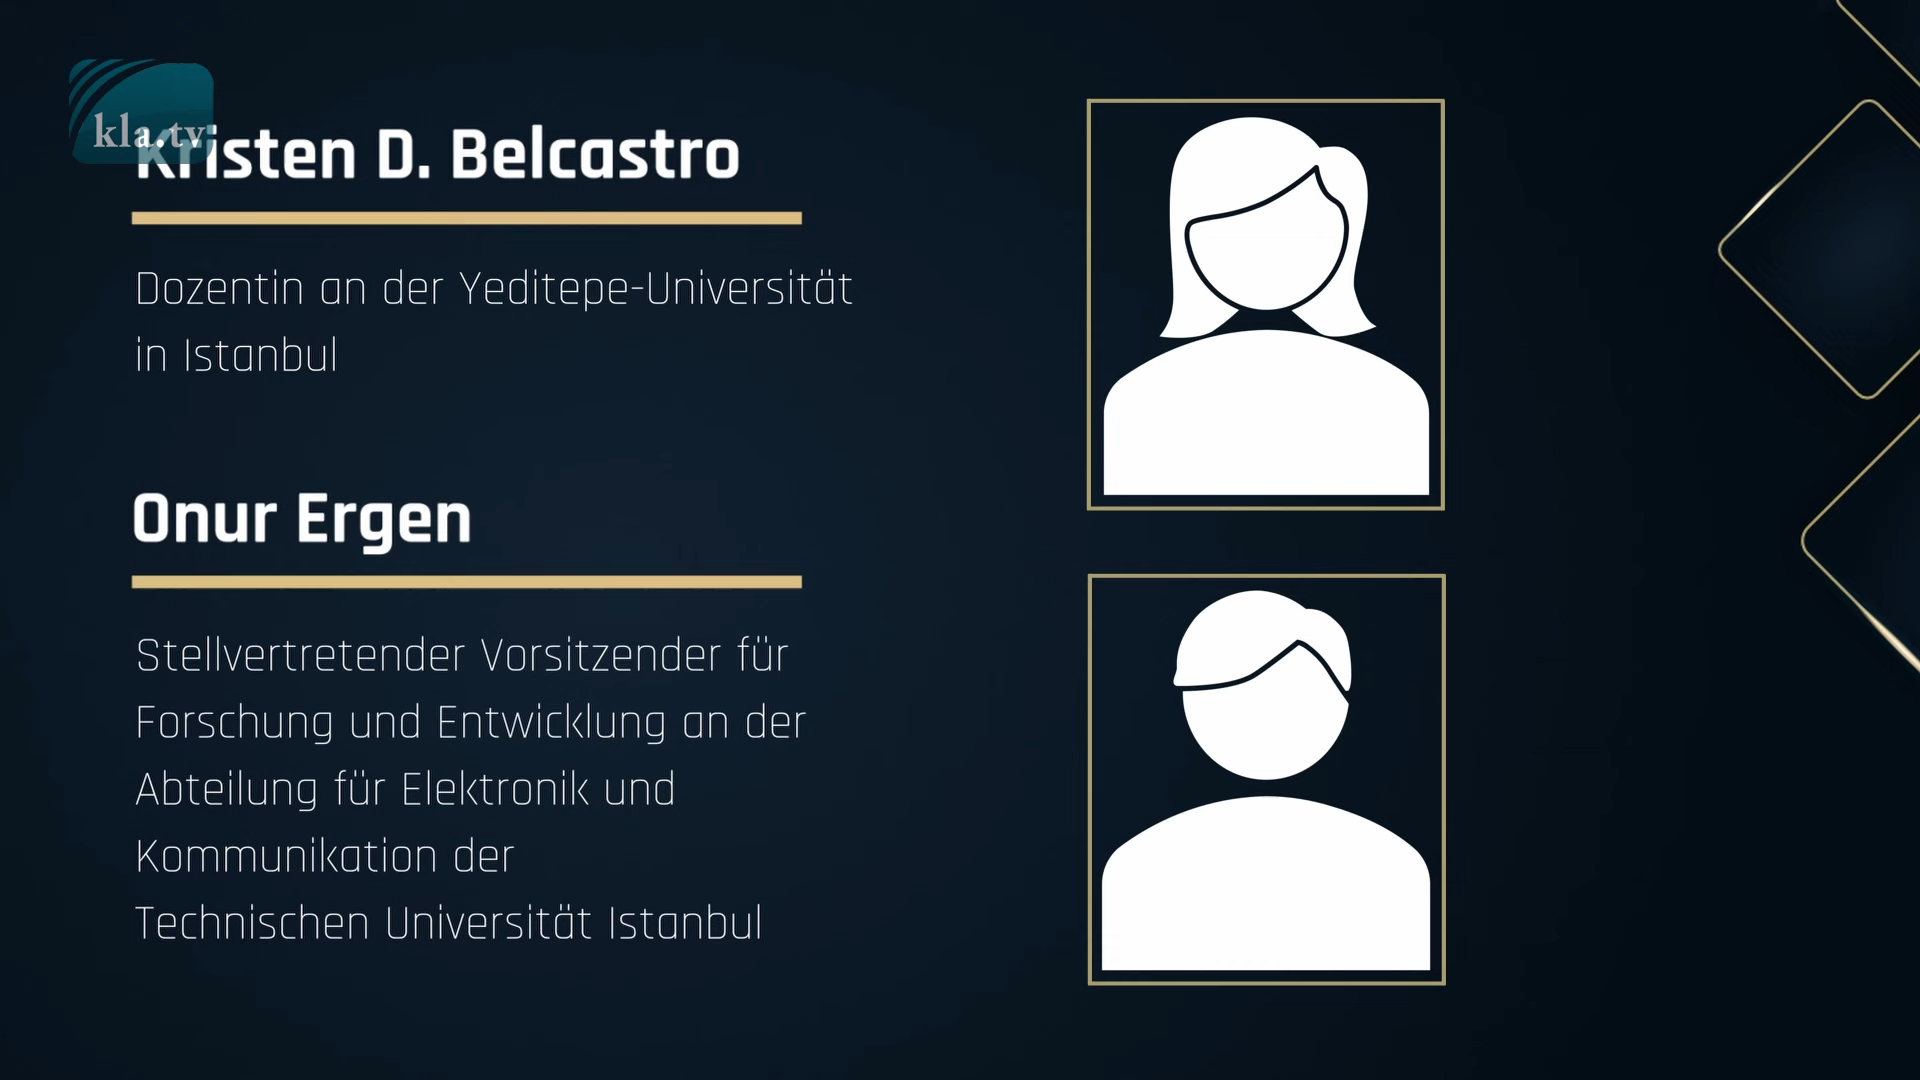 kla.tv
Kristen D. Belcastro
Dozentin an der Yeditepe-Universität
in Istanbul
Onur Ergen
Stellvertretender Vorsitzender für
Forschung und Entwicklung an der
Abteilung für Elektronik und
Kommunikation der
Technischen Universität Istanbul